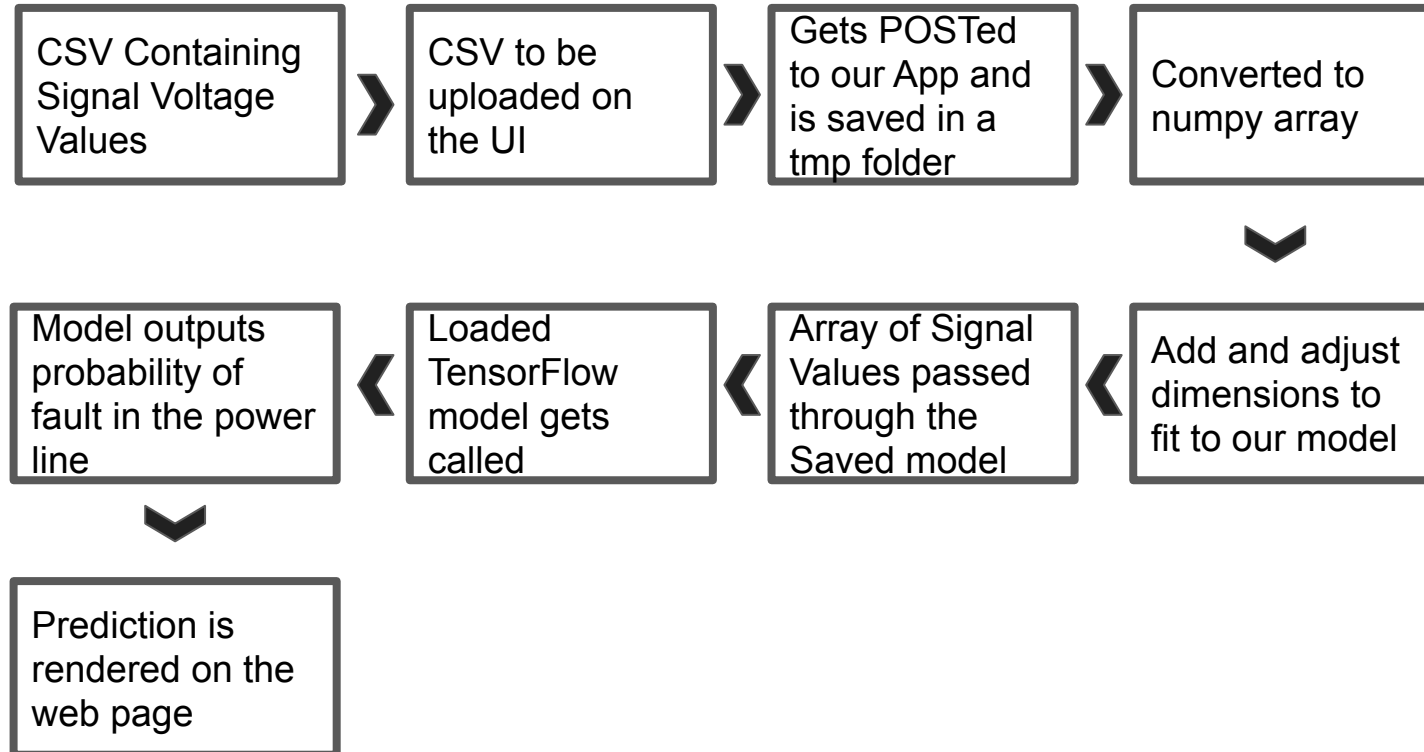 CSV Containing
Signal Voltage
Values
CSV to be
uploaded on
the UI
Gets POSTed
to our App and
is saved in a
tmp folder
Converted to
numpy array
Add and adjust
dimensions to
fit to our model
Array of Signal
Values passed
through the
Saved model
Loaded
TensorFlow
model gets
called
Model outputs
probability of
fault in the power
line
Prediction is
rendered on the
web page